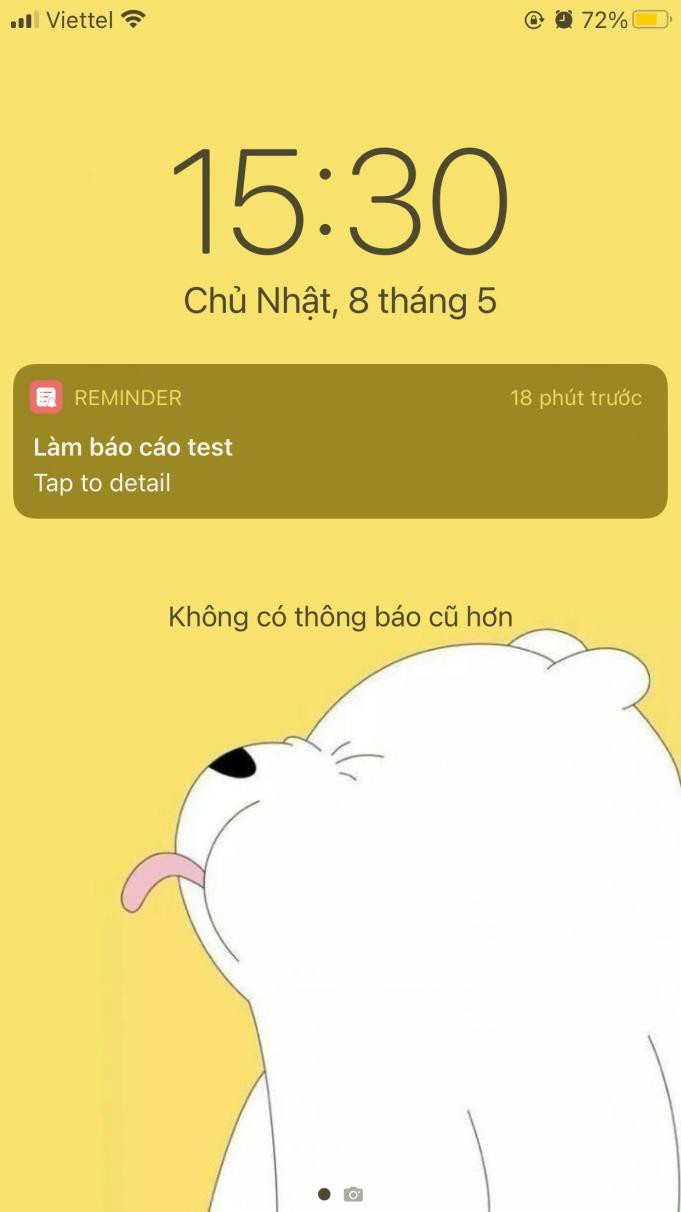 Viettel 72%
15:30
Chủ Nhật, 8 tháng 5
REMINDER 18 phút trước
Làm báo cáo test
Tap to detail
Không có thông báo cũ hơn